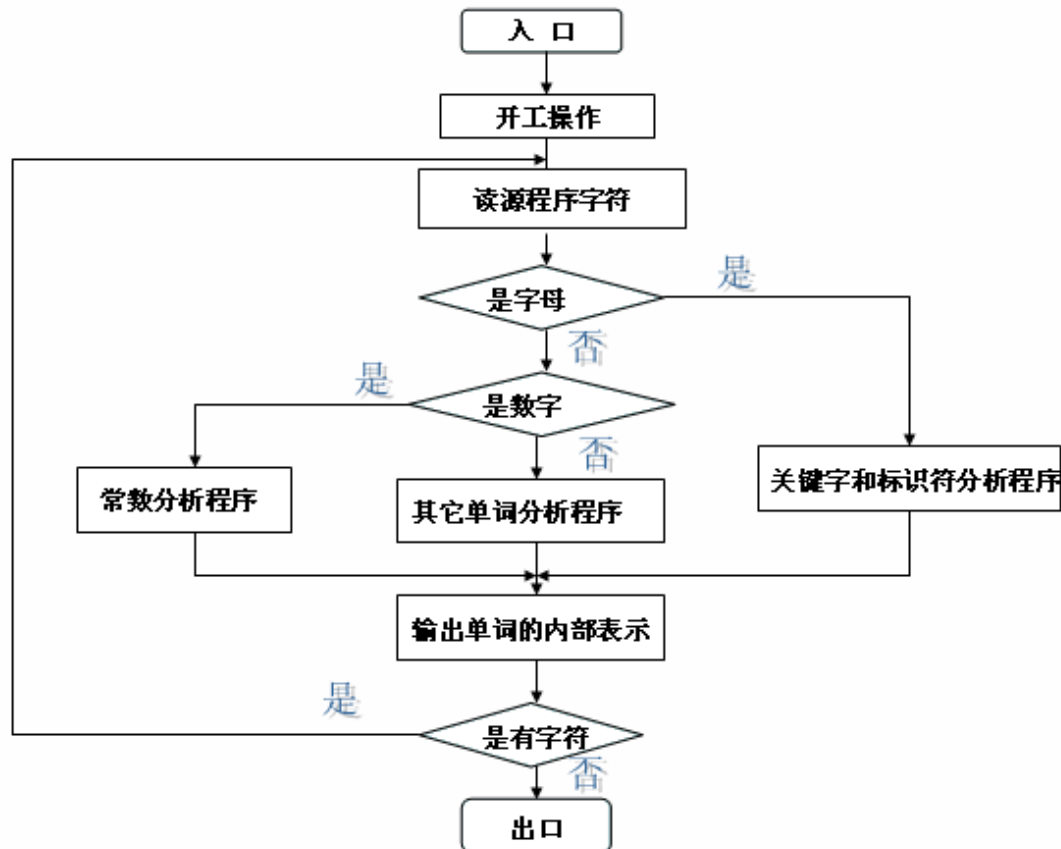 入 口
开工操作
读源程序字符
是字母
是
否
是
是数字
否
常数分析程序
其它单词分析程序
关键字和标识符分析程序
输出单词的内部表示
是
是有字符
否
出口